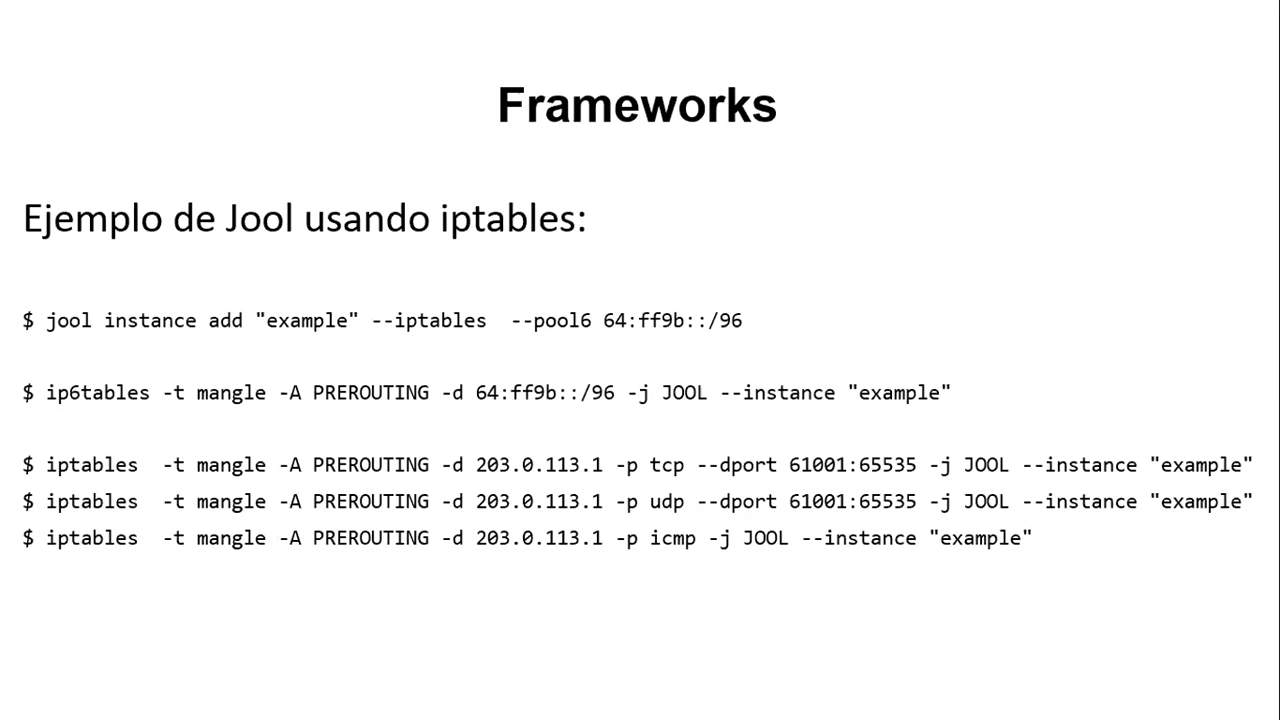 Frameworks
Ejemplo de Jool usando iptables:
$ jool instance add "example" --iptables  --pool6 64:ff9b::/96
$ ip6tables -t mangle -A PREROUTING -d 64:ff9b::/96 -j JOOL --instance "example"
$ iptables  -t mangle -A PREROUTING -d 203.0.113.1 -p tcp --dport 61001:65535 -j JOOL --instance "example"
$ iptables  -t mangle -A PREROUTING -d 203.0.113.1 -p udp --dport 61001:65535 -j JOOL --instance "example"
$ iptables  -t mangle -A PREROUTING -d 203.0.113.1 -p icmp -j JOOL --instance "example"